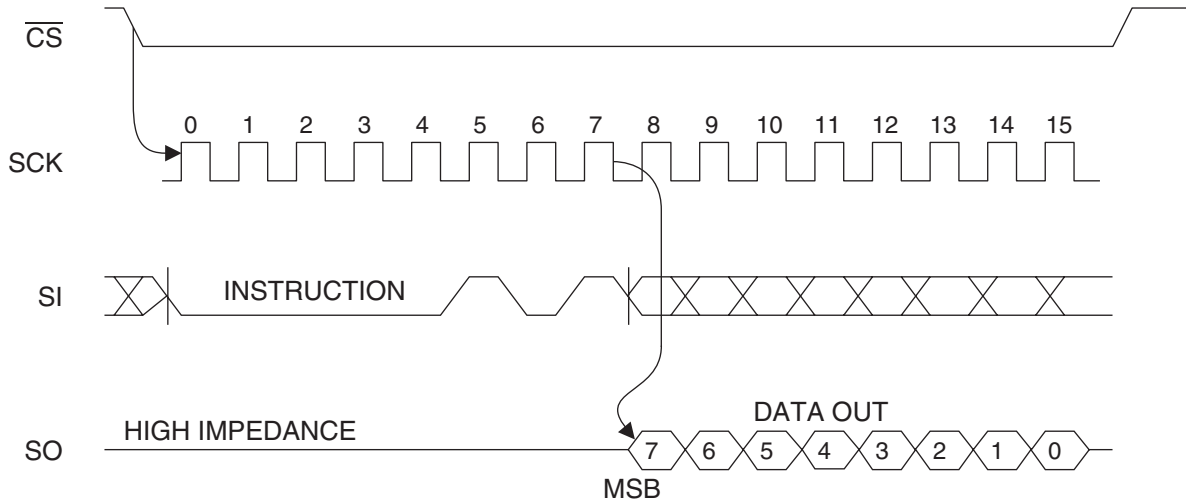 CS
0 1 2 3 4 5 6 7 8 9 10 11 12 13 14 15
SCK
SI INSTRUCTION
DATA OUT
HIGH IMPEDANCE
SO 7 6 5 4 3 2 1 0
MSB